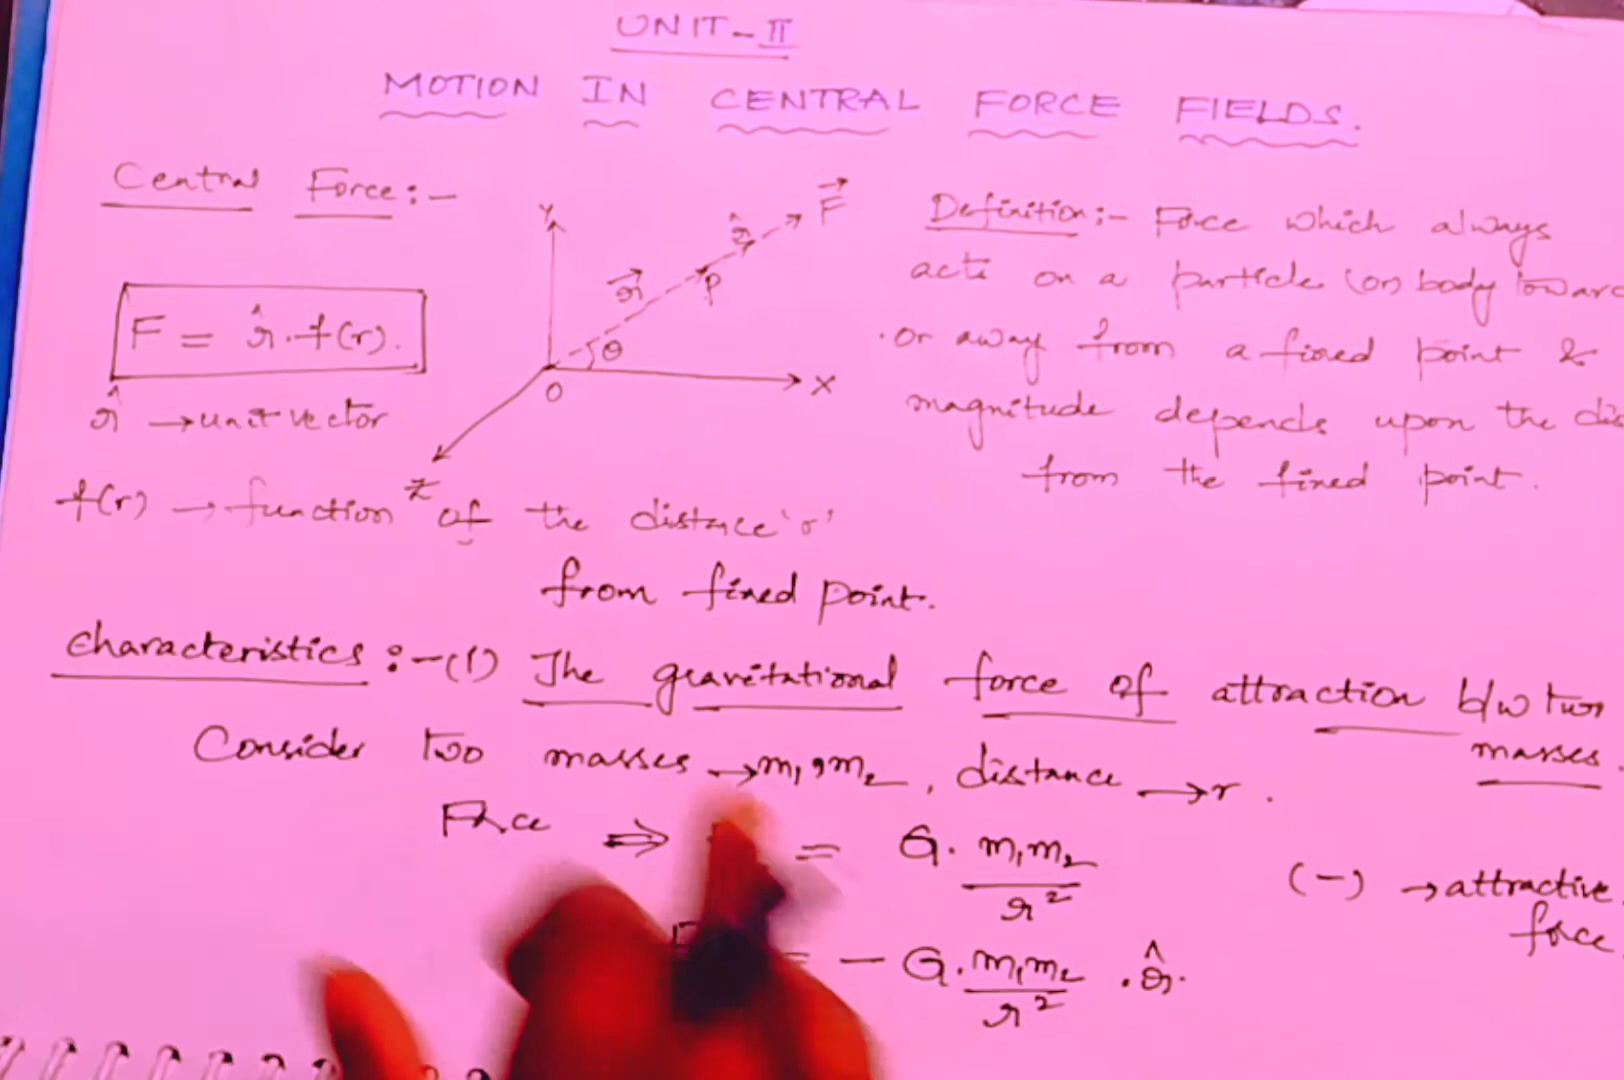 UNIT-II
MOTION IN CENTRAL FORCE FIELDS.
Central Force:-
F = r̂.f(r).
r̂ → unit vector
f(r) → function of the distance 'r'
from fixed point.
Y
r⃗
P
r̂
F⃗
θ
O
X
Z
Definition:- Force which always
acts on a particle (or) body
or away from a fixed point &
magnitude depends upon the
from the fixed point.
characteristics:-(1) The gravitational force of attraction b/w two
masses.
Consider two masses → m1, m2, distance → r.
Force ⇒ = G. m1m2 / r²
= - G. m1m2 / r² . r̂.
(-) → attractive
force